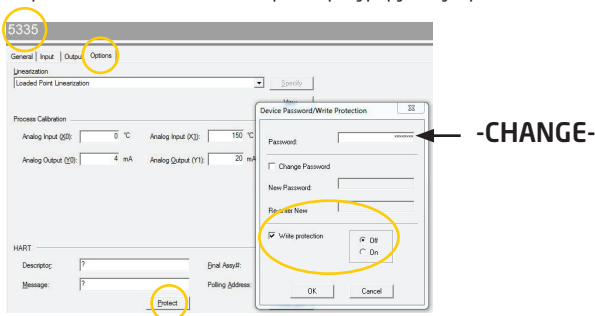 5335
General Input Output Options
Linearization
Loaded Point Linearization
Specify
Process Calibration
Analog Input (X0): 0 °C Analog Input (X1): 150 °C
Analog Output (Y0): 4 mA Analog Output (Y1): 20 mA
HART
Descriptor: ? Final Assy#:
Message: ? Polling Address:
Protect
Device Password/Write Protection
Password: ********
-CHANGE-
Change Password
New Password:
Re-enter New
Write protection
Off
On
OK Cancel